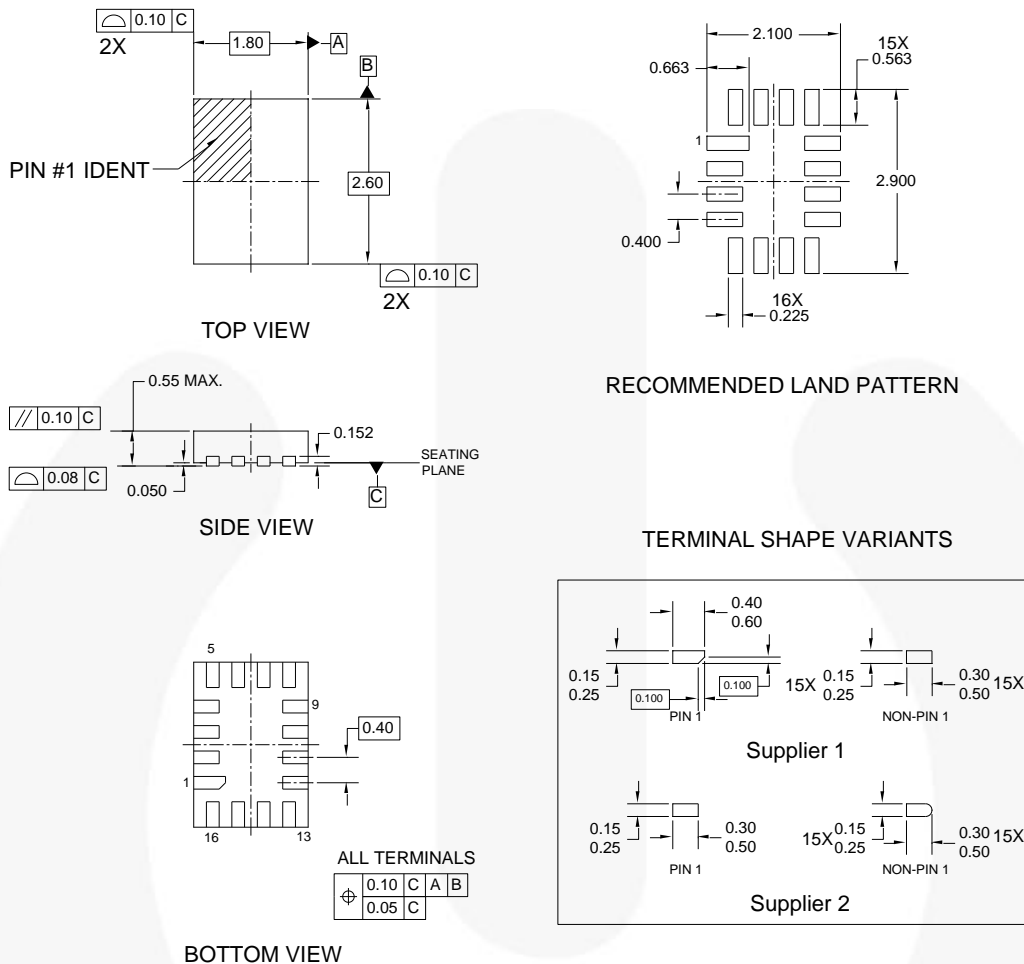 0.10 C
2X
1.80
A
B
PIN #1 IDENT
2.60
0.10 C
2X
TOP VIEW
2.100
15X
0.563
0.663
1
2.900
0.400
16X
0.225
RECOMMENDED LAND PATTERN
0.55 MAX.
// 0.10 C
0.152
SEATING
PLANE
0.08 C
0.050
C
SIDE VIEW
TERMINAL SHAPE VARIANTS
0.40
0.60
0.15
0.25
0.100
0.100
PIN 1
15X
0.15
0.25
0.30
0.50
15X
NON-PIN 1
Supplier 1
0.15
0.25
0.30
0.50
PIN 1
15X
0.15
0.25
0.30
0.50
15X
NON-PIN 1
Supplier 2
5
9
0.40
1
16
13
ALL TERMINALS
0.10 C A B
0.05 C
BOTTOM VIEW